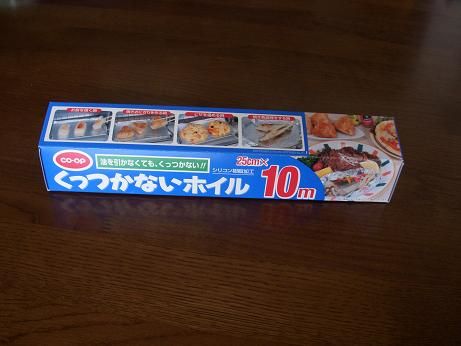 CO·OP
油を引かなくても、くっつかない!!
くっつかないホイル
シリコン樹脂加工
25cm×
10m